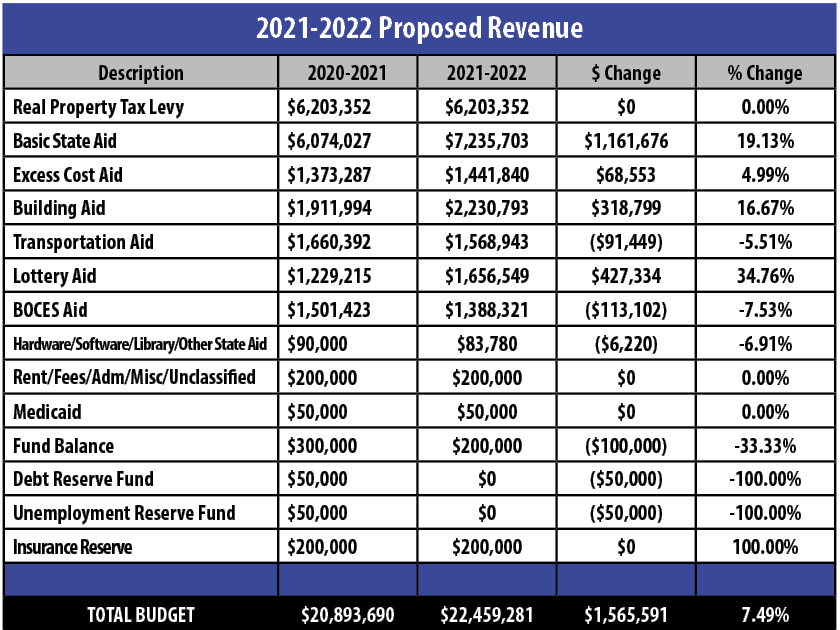 2021-2022 Proposed Revenue
Description 2020-2021 2021-2022 $ Change % Change
Real Property Tax Levy $6,203,352 $6,203,352 $0 0.00%
Basic State Aid $6,074,027 $7,235,703 $1,161,676 19.13%
Excess Cost Aid $1,373,287 $1,441,840 $68,553 4.99%
Building Aid $1,911,994 $2,230,793 $318,799 16.67%
Transportation Aid $1,660,392 $1,568,943 ($91,449) -5.51%
Lottery Aid $1,229,215 $1,656,549 $427,334 34.76%
BOCES Aid $1,501,423 $1,388,321 ($113,102) -7.53%
Hardware/Software/Library/Other State Aid $90,000 $83,780 ($6,220) -6.91%
Rent/Fees/Adm/Misc/Unclassified $200,000 $200,000 $0 0.00%
Medicaid $50,000 $50,000 $0 0.00%
Fund Balance $300,000 $200,000 ($100,000) -33.33%
Debt Reserve Fund $50,000 $0 ($50,000) -100.00%
Unemployment Reserve Fund $50,000 $0 ($50,000) -100.00%
Insurance Reserve $200,000 $200,000 $0 100.00%
TOTAL BUDGET $20,893,690 $22,459,281 $1,565,591 7.49%